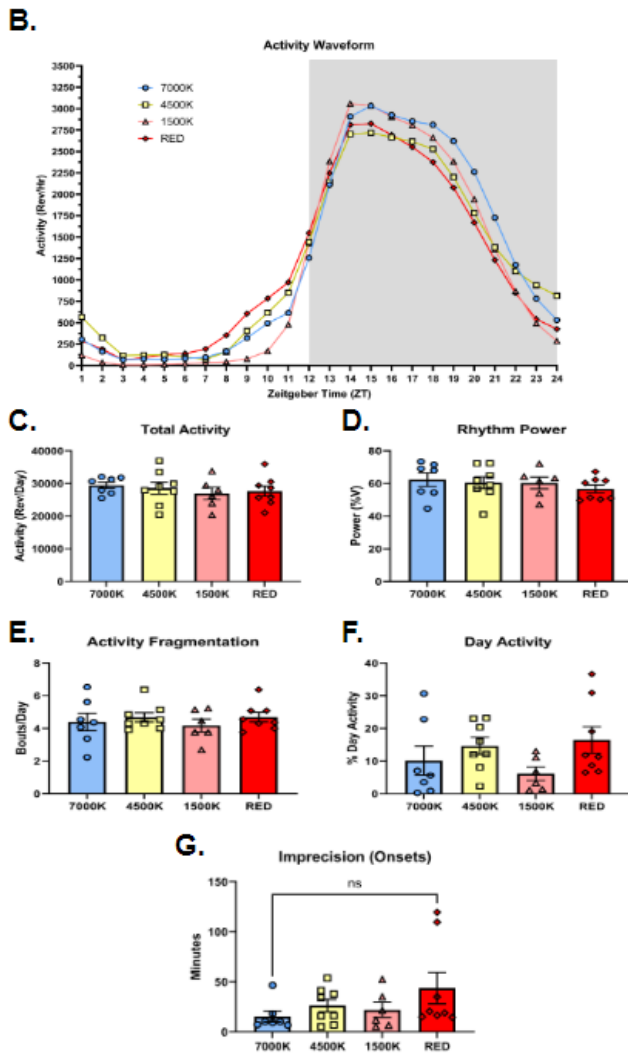 B.
Activity Waveform
3500
3250
3000
2750
2500
2250
2000
1750
1500
1250
1000
750
500
250
0
Activity (Rev/Hr)
7000K
4500K
1500K
RED
1 2 3 4 5 6 7 8 9 10 11 12 13 14 15 16 17 18 19 20 21 22 23 24
Zeitgeber Time (ZT)
C.
Total Activity
40000
30000
20000
10000
0
Activity (Rev/Day)
7000K 4500K 1500K RED
D.
Rhythm Power
80
60
40
20
0
Power (%V)
7000K 4500K 1500K RED
E.
Activity Fragmentation
8
6
4
2
0
Bouts/Day
7000K 4500K 1500K RED
F.
Day Activity
40
30
20
10
0
% Day Activity
7000K 4500K 1500K RED
G.
Imprecision (Onsets)
150
100
50
0
Minutes
ns
7000K 4500K 1500K RED